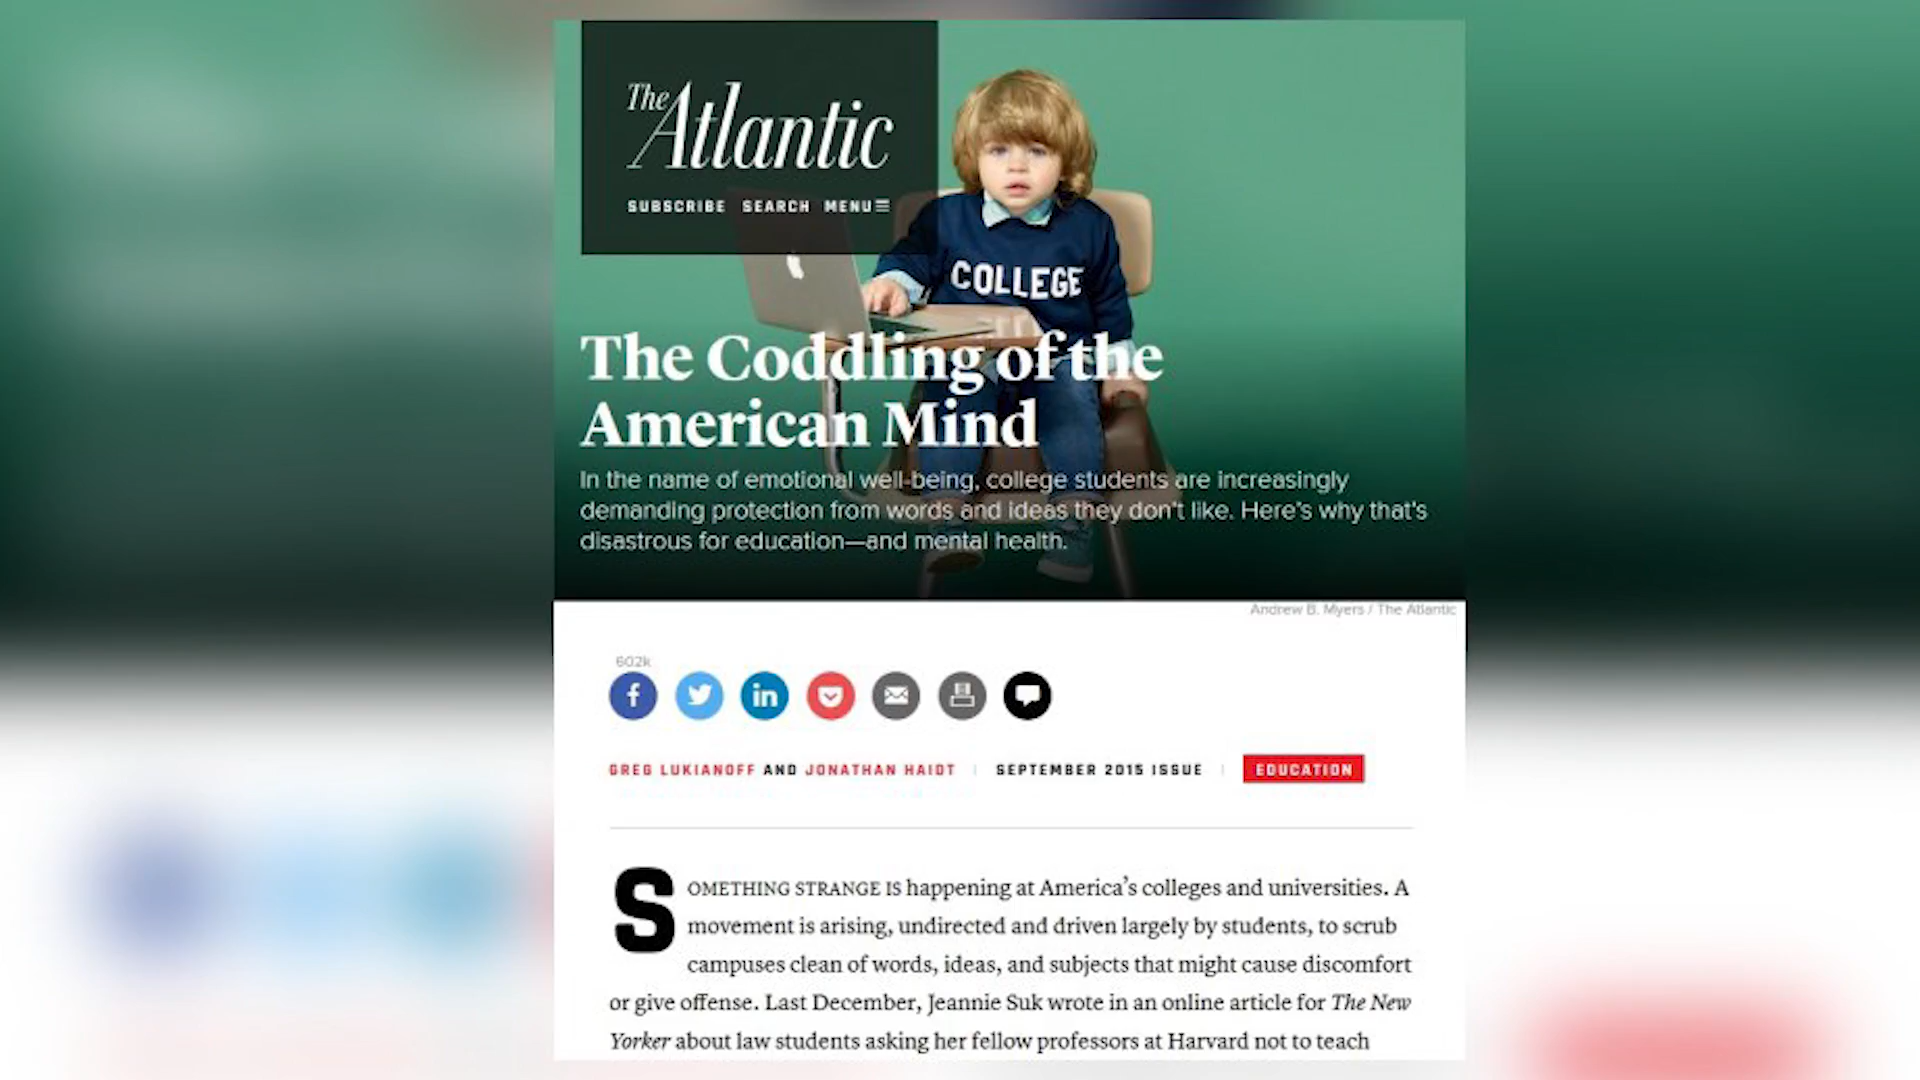 The Atlantic
SUBSCRIBE SEARCH MENU
COLLEGE
The Coddling of the
American Mind
In the name of emotional well-being, college students are increasingly
demanding protection from words and ideas they don't like. Here's why that's
disastrous for education—and mental health.
Andrew B. Myers / The Atlantic
602k
GREG LUKIANOFF AND JONATHAN HAIDT | SEPTEMBER 2015 ISSUE | EDUCATION
SOMETHING STRANGE IS happening at America's colleges and universities. A
movement is arising, undirected and driven largely by students, to scrub
campuses clean of words, ideas, and subjects that might cause discomfort
or give offense. Last December, Jeannie Suk wrote in an online article for The New
Yorker about law students asking her fellow professors at Harvard not to teach